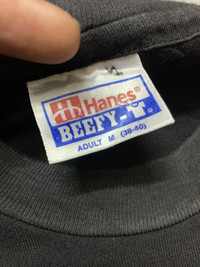 Hanes®
BEEFY-T®
ADULT M (38-40)